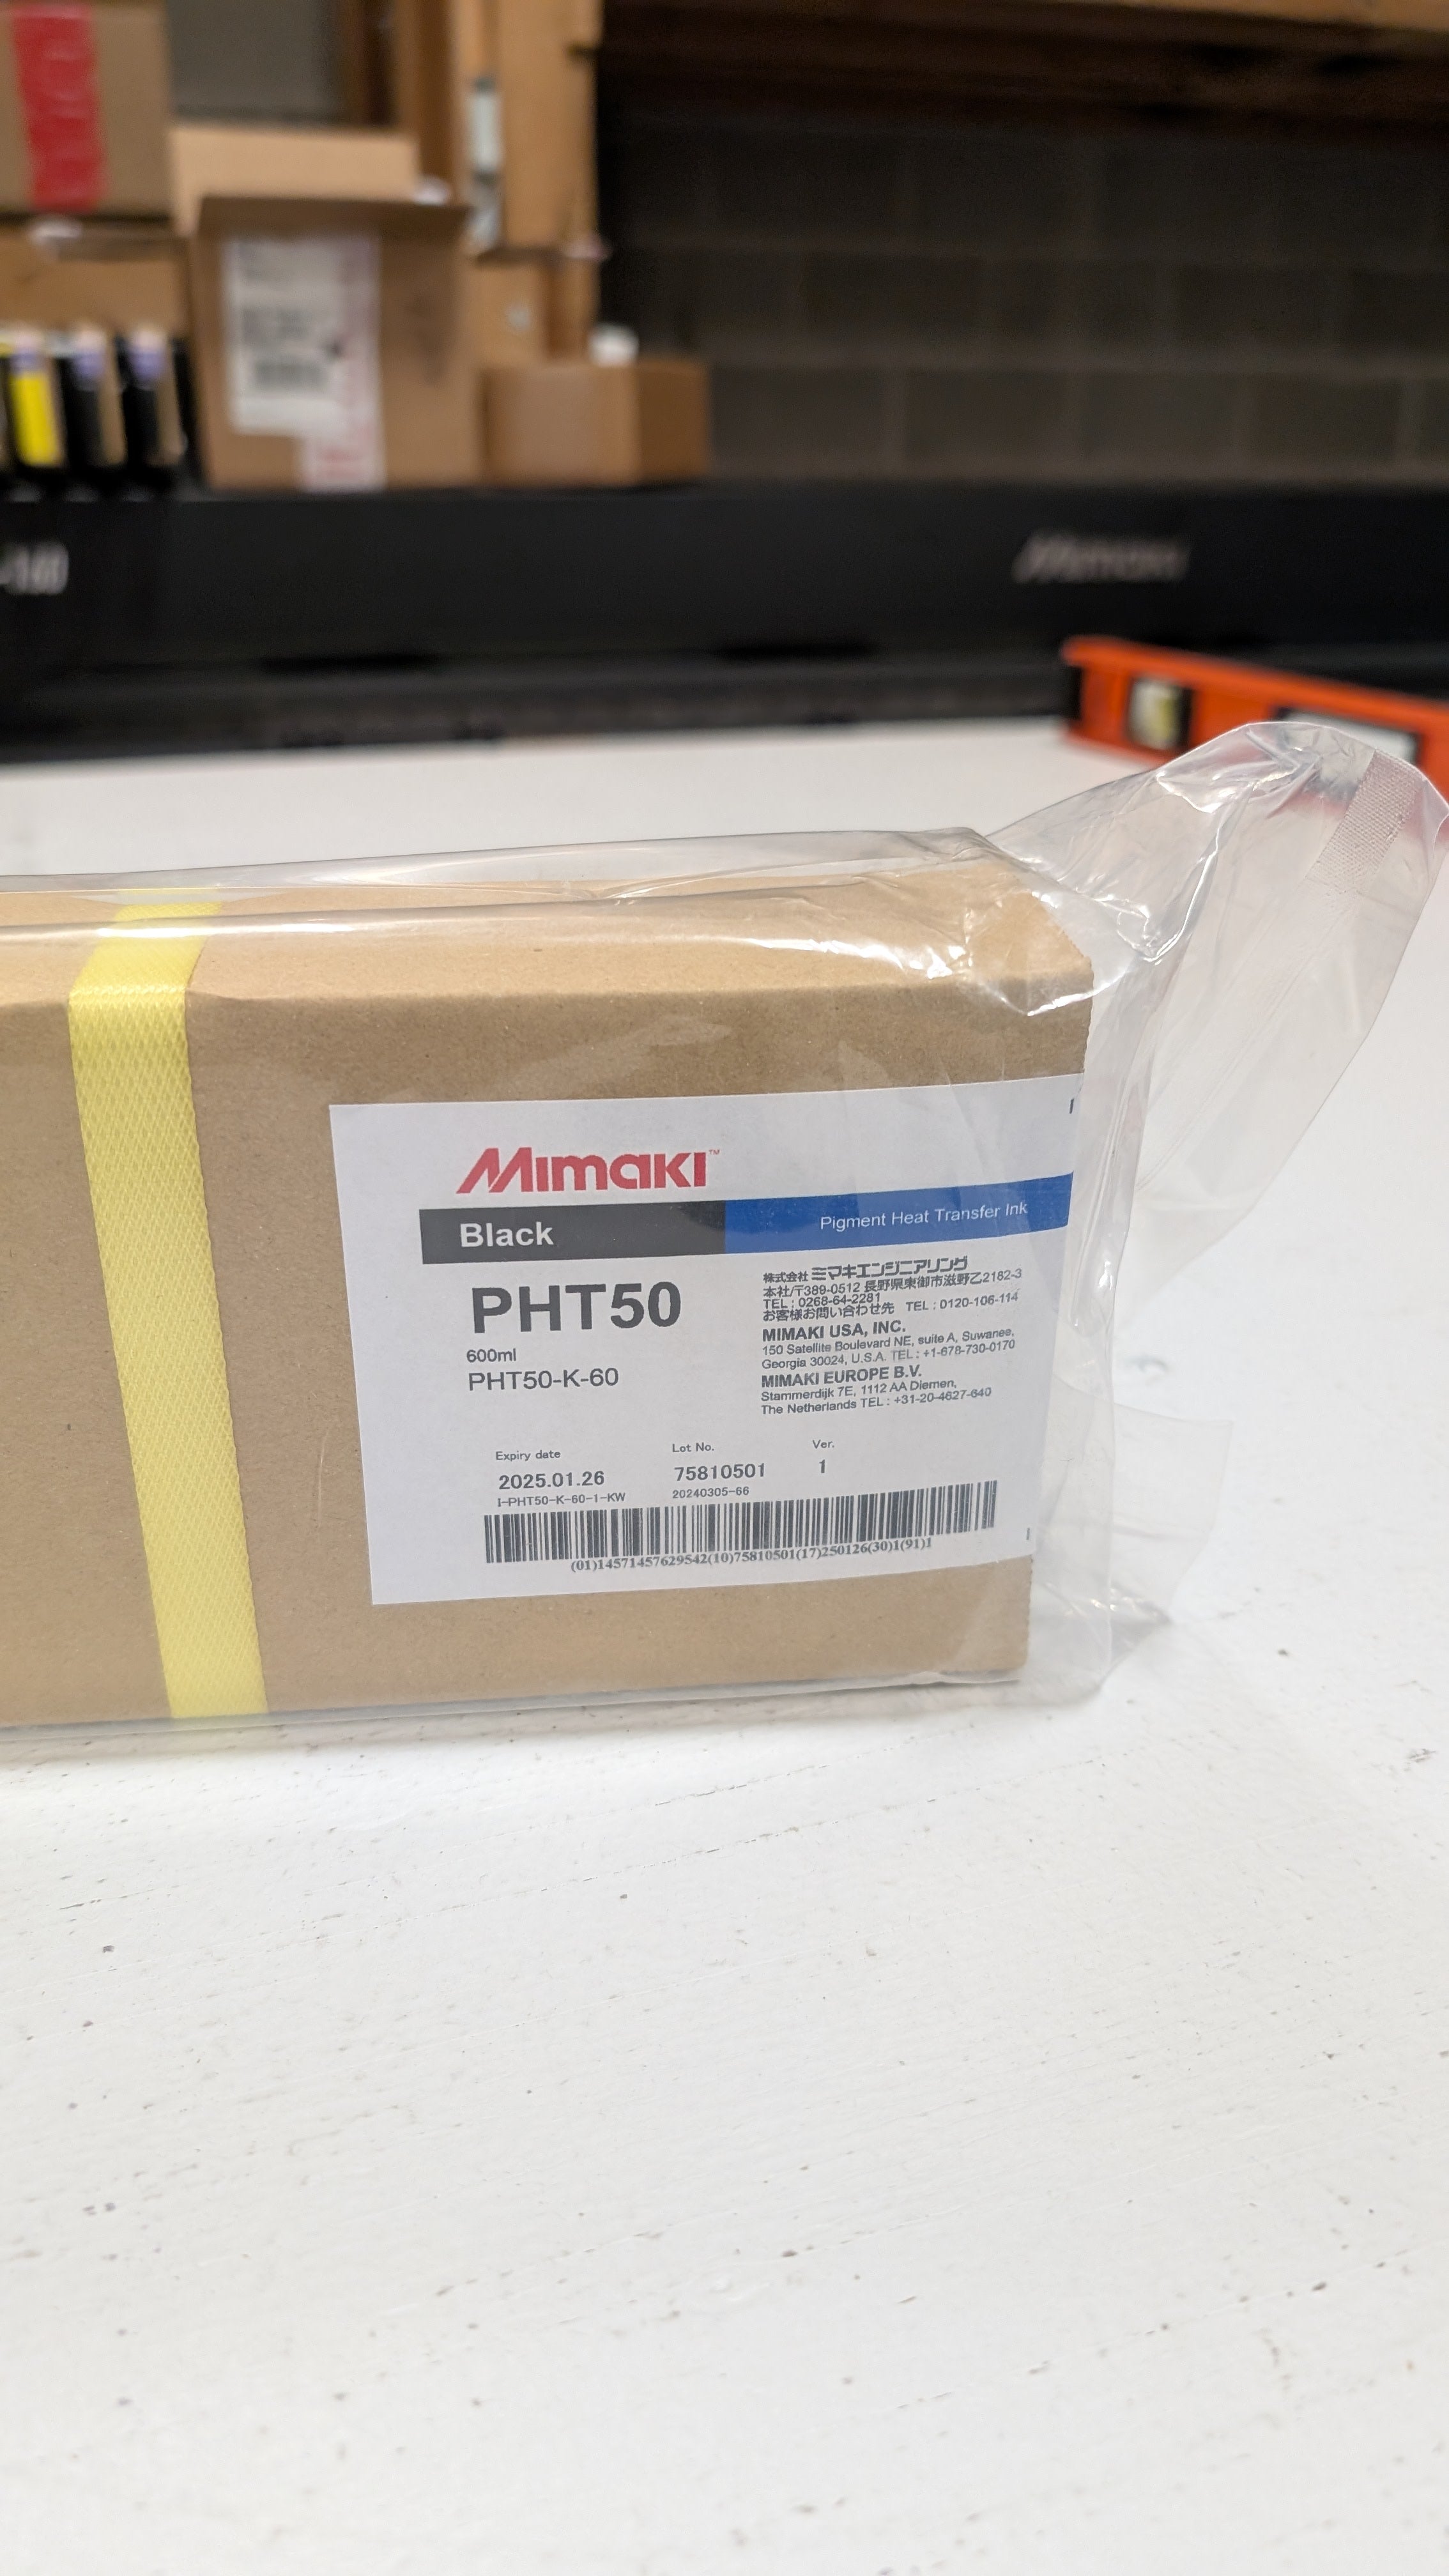 -160
Mimaki
Mimaki™
Black
Pigment Heat Transfer Ink
PHT50
600ml
PHT50-K-60
株式会社 ミマキエンジニアリング
本社/〒389-0512 長野県東御市滋野乙2182-3
TEL : 0268-64-2281
お客様お問い合わせ先 TEL : 0120-106-114
MIMAKI USA, INC.
150 Satellite Boulevard NE, suite A, Suwanee,
Georgia 30024, U.S.A. TEL : +1-678-730-0170
MIMAKI EUROPE B.V.
Stammerdijk 7E, 1112 AA Diemen,
The Netherlands TEL : +31-20-4627-640
Expiry date Lot No. Ver.
2025.01.26 75810501 1
I-PHT50-K-60-1-KW 20240305-66
(01)14571457629542(10)75810501(17)250126(30)1(91)1